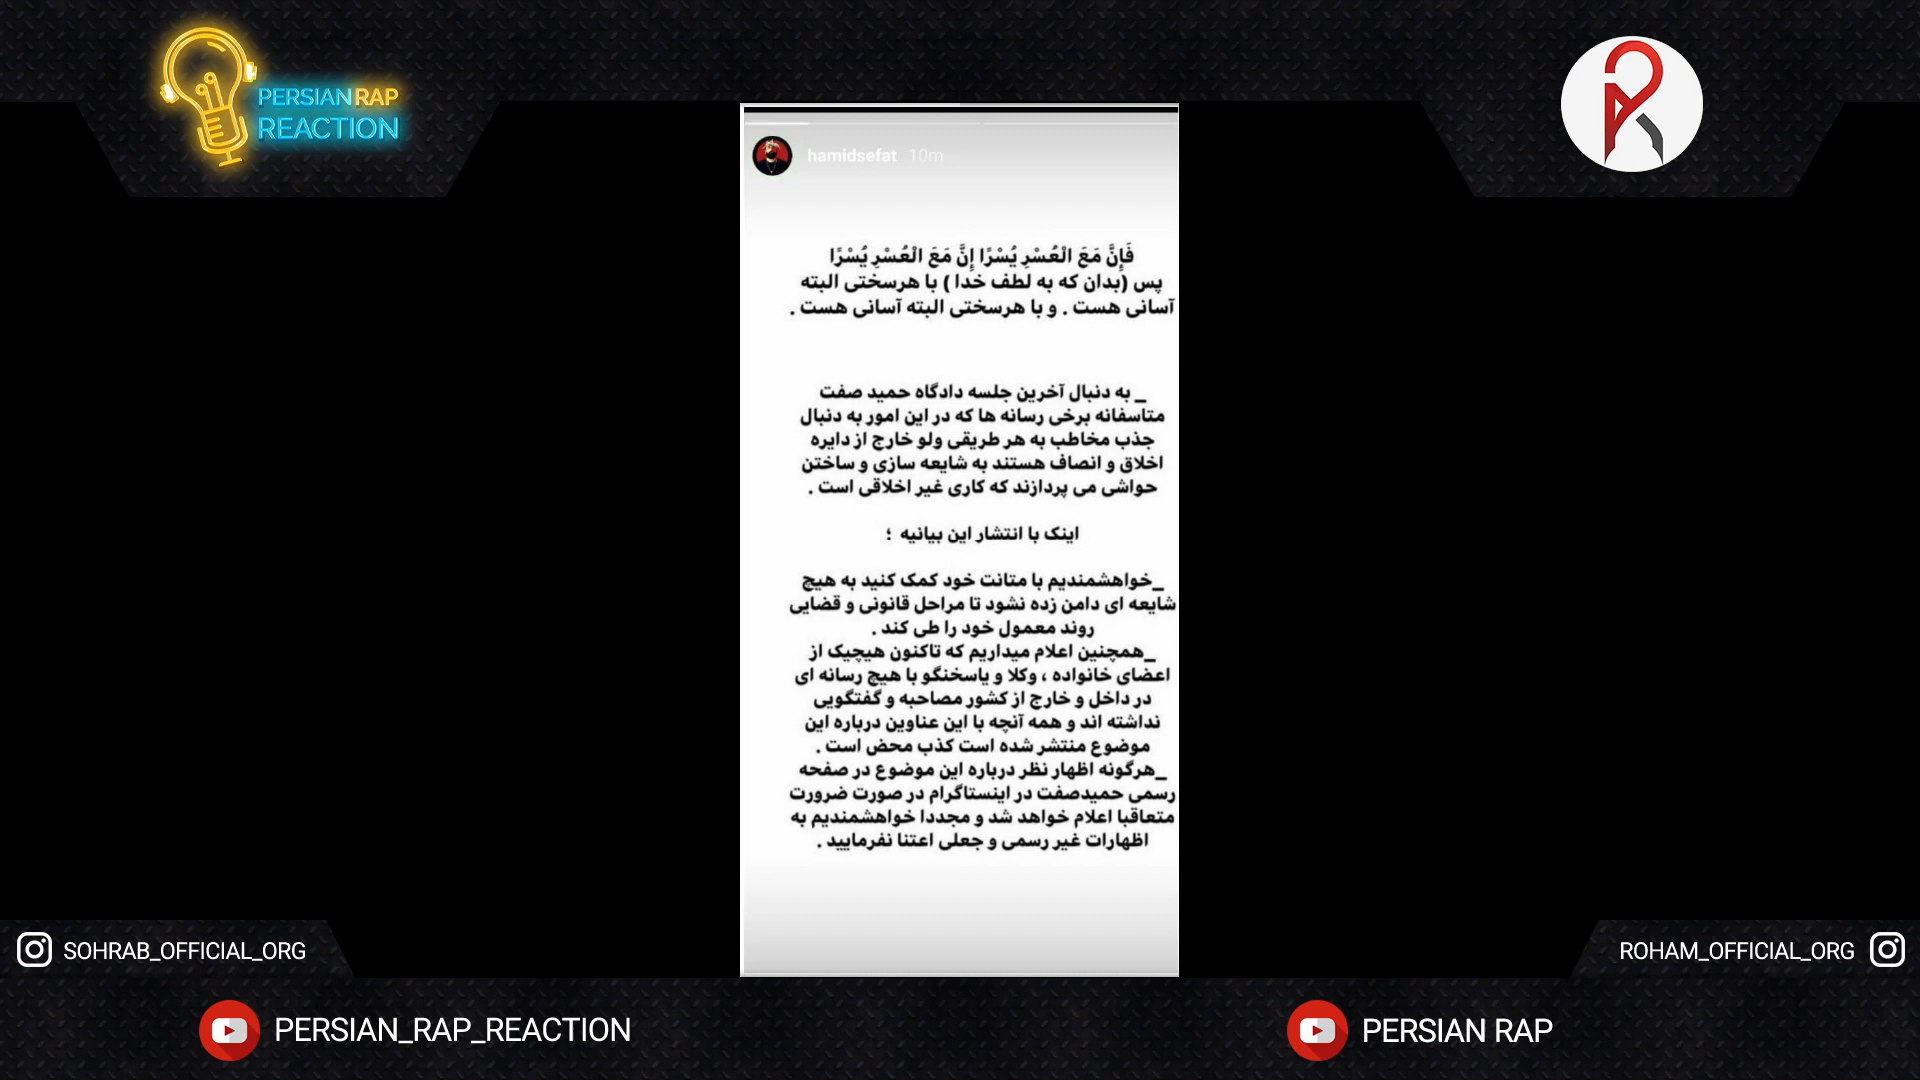 PERSIAN RAP
REACTION
hamidsefat 10m
فَإِنَّ مَعَ الْعُسْرِ يُسْرًا إِنَّ مَعَ الْعُسْرِ يُسْرًا
پس (بدان که به لطف خدا ) با هرسختی البته
آسانی هست . و با هرسختی البته آسانی هست .
_ به دنبال آخرین جلسه دادگاه حمید صفت
متاسفانه برخی رسانه ها که در این امور به دنبال
جذب مخاطب به هر طریقی ولو خارج از دایره
اخلاق و انصاف هستند به شایعه سازی و ساختن
حواشی می پردازند که کاری غیر اخلاقی است .
اینک با انتشار این بیانیه ؛
_خواهشمندیم با متانت خود کمک کنید به هیچ
شایعه ای دامن زده نشود تا مراحل قانونی و قضایی
روند معمول خود را طی کند .
_همچنین اعلام میداریم که تاکنون هیچیک از
اعضای خانواده ، وکلا و یاسخنگو با هیچ رسانه ای
در داخل و خارج از کشور مصاحبه و گفتگویی
نداشته اند و همه آنچه با این عناوین درباره این
موضوع منتشر شده است کذب محض است .
_هرگونه اظهار نظر درباره این موضوع در صفحه
رسمی حمیدصفت در اینستاگرام در صورت ضرورت
متعاقبا اعلام خواهد شد و مجددا خواهشمندیم به
اظهارات غیر رسمی و جعلی اعتنا نفرمایید .
SOHRAB_OFFICIAL_ORG
ROHAM_OFFICIAL_ORG
PERSIAN_RAP_REACTION
PERSIAN RAP